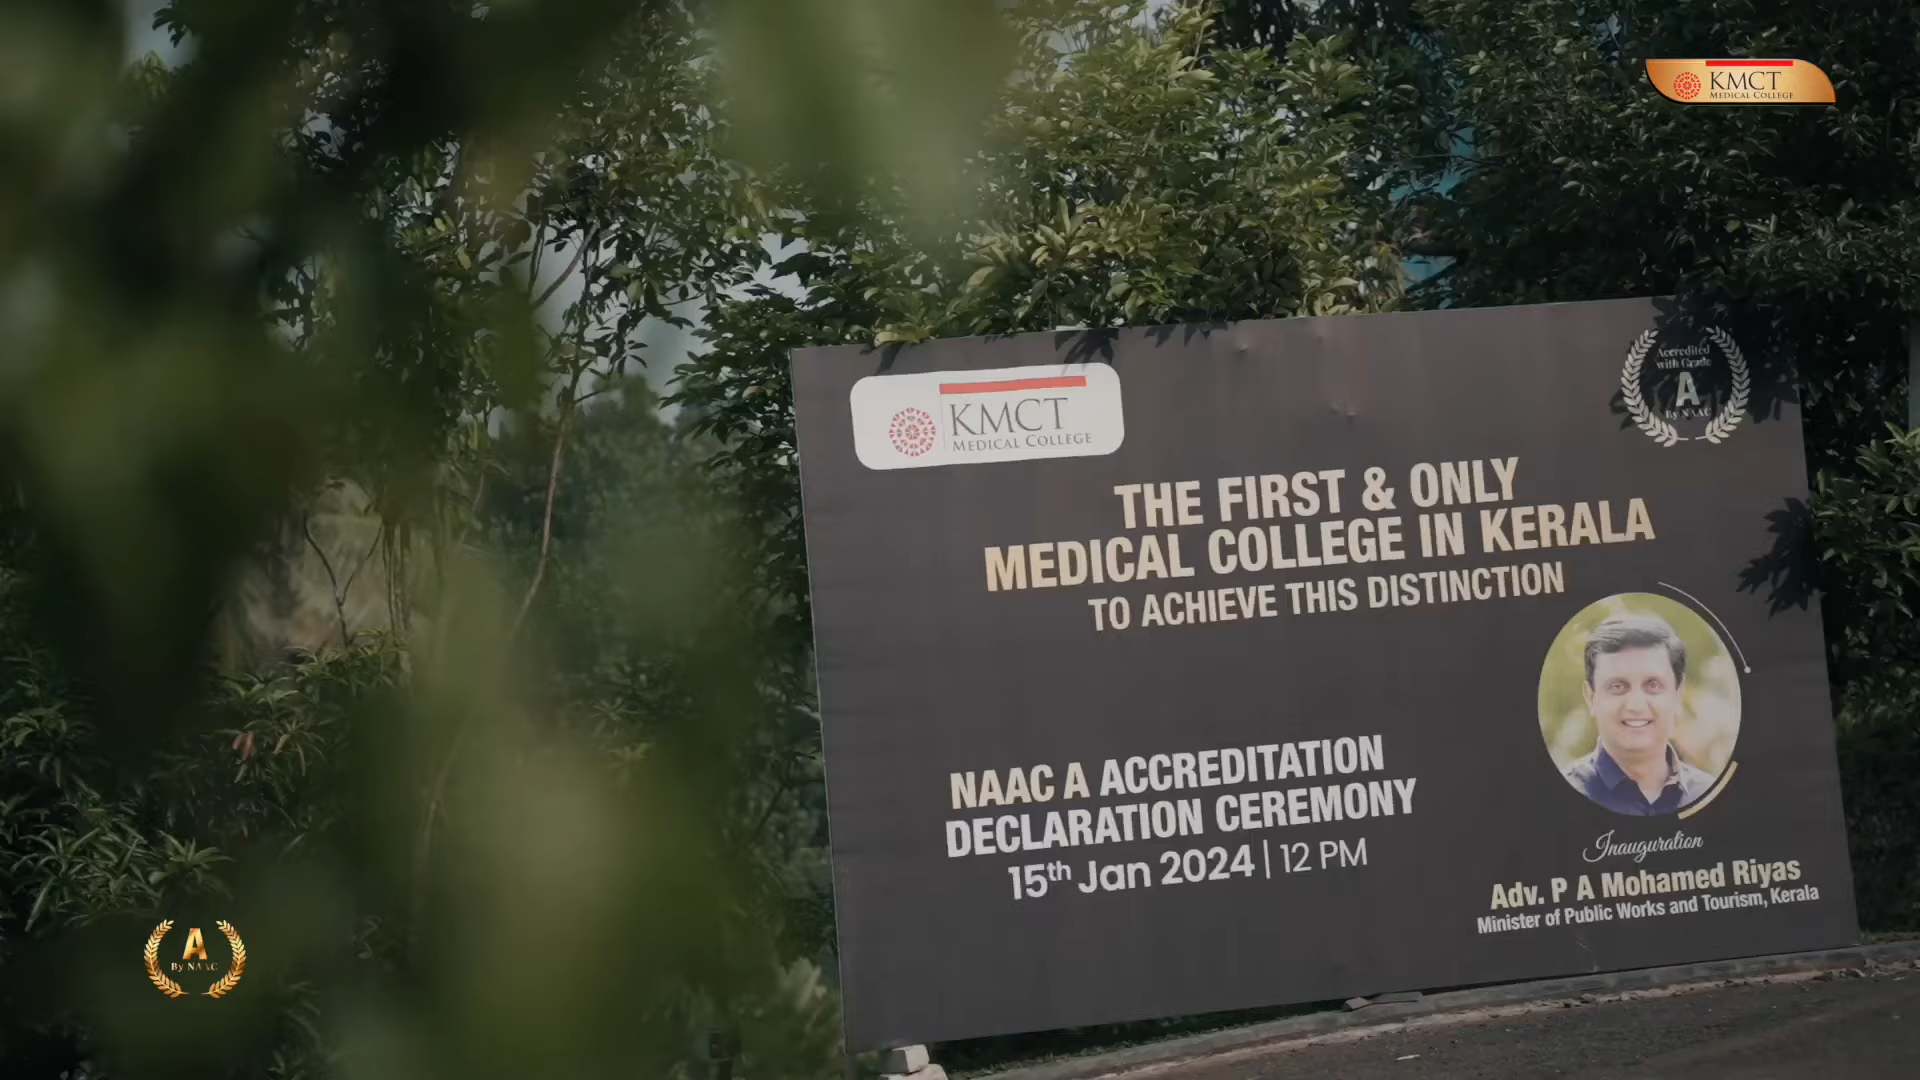 KMCT
MEDICAL COLLEGE
KMCT
MEDICAL COLLEGE
Accredited
with Grade
A
By NAAC
THE FIRST & ONLY
MEDICAL COLLEGE IN KERALA
TO ACHIEVE THIS DISTINCTION
NAAC A ACCREDITATION
DECLARATION CEREMONY
15th Jan 2024 | 12 PM
Inauguration
Adv. P A Mohamed Riyas
Minister of Public Works and Tourism, Kerala
A
By NAAC